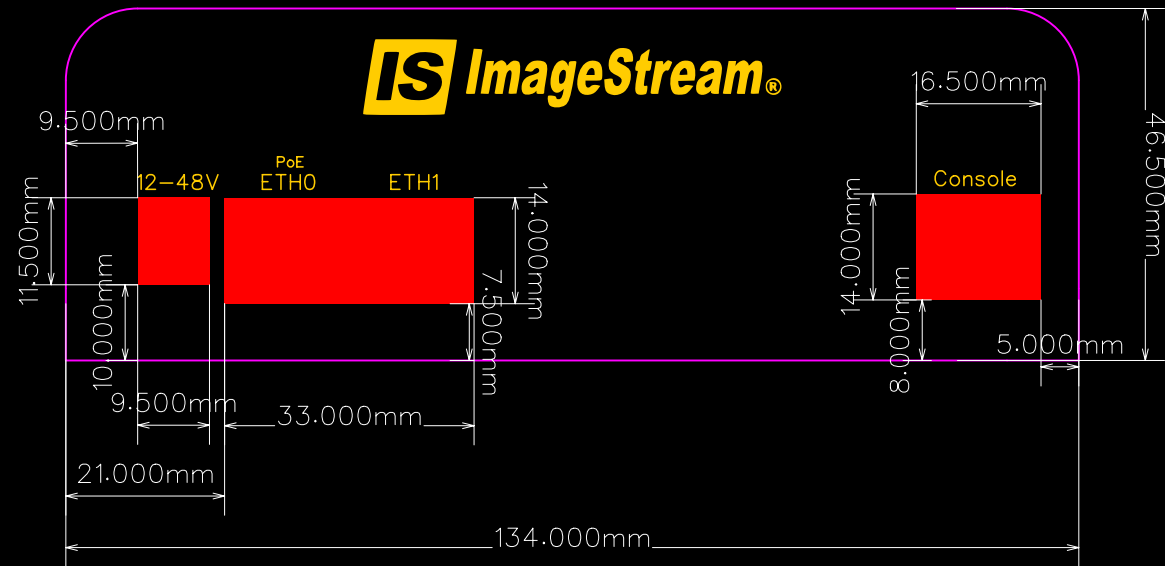 IS ImageStream®
16.500mm
9.500mm
46.500mm
PoE
12-48V ETH0 ETH1
Console
11.500mm
14.000mm
14.000mm
10.000mm
7.500mm
8.000mm
5.000mm
9.500mm
33.000mm
21.000mm
134.000mm